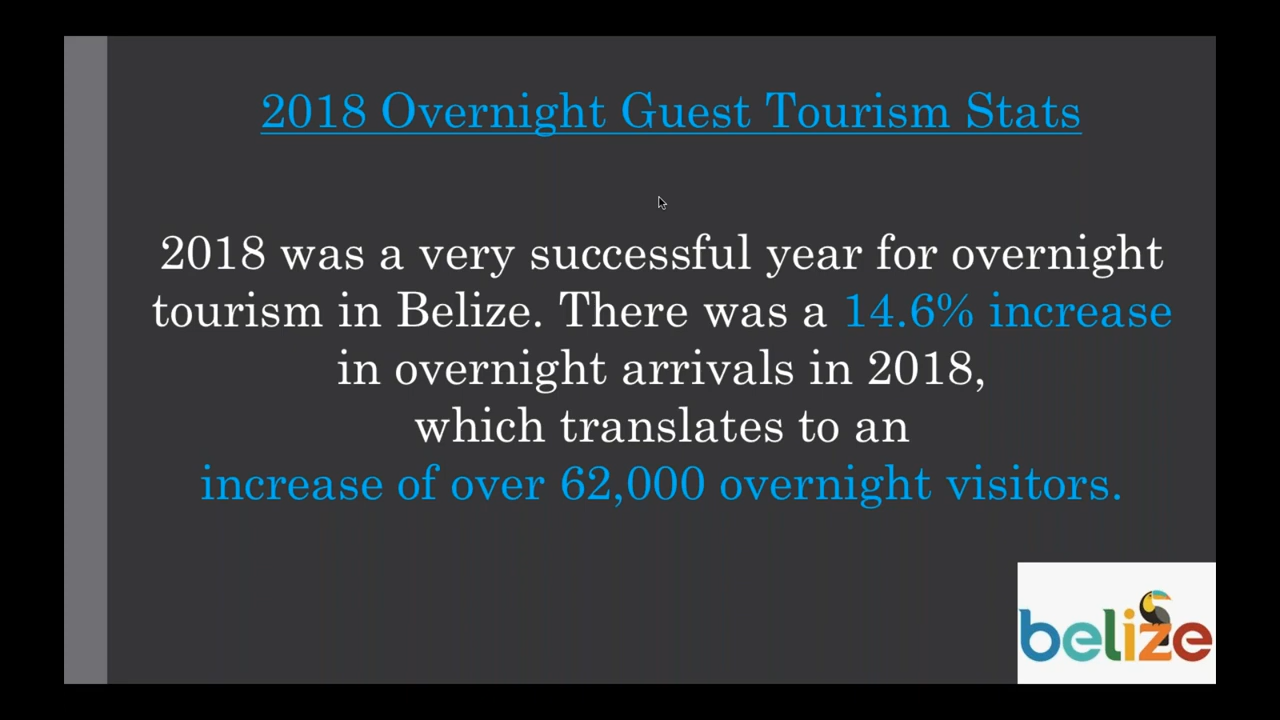 2018 Overnight Guest Tourism Stats
2018 was a very successful year for overnight
tourism in Belize. There was a 14.6% increase
in overnight arrivals in 2018,
which translates to an
increase of over 62,000 overnight visitors.
belize